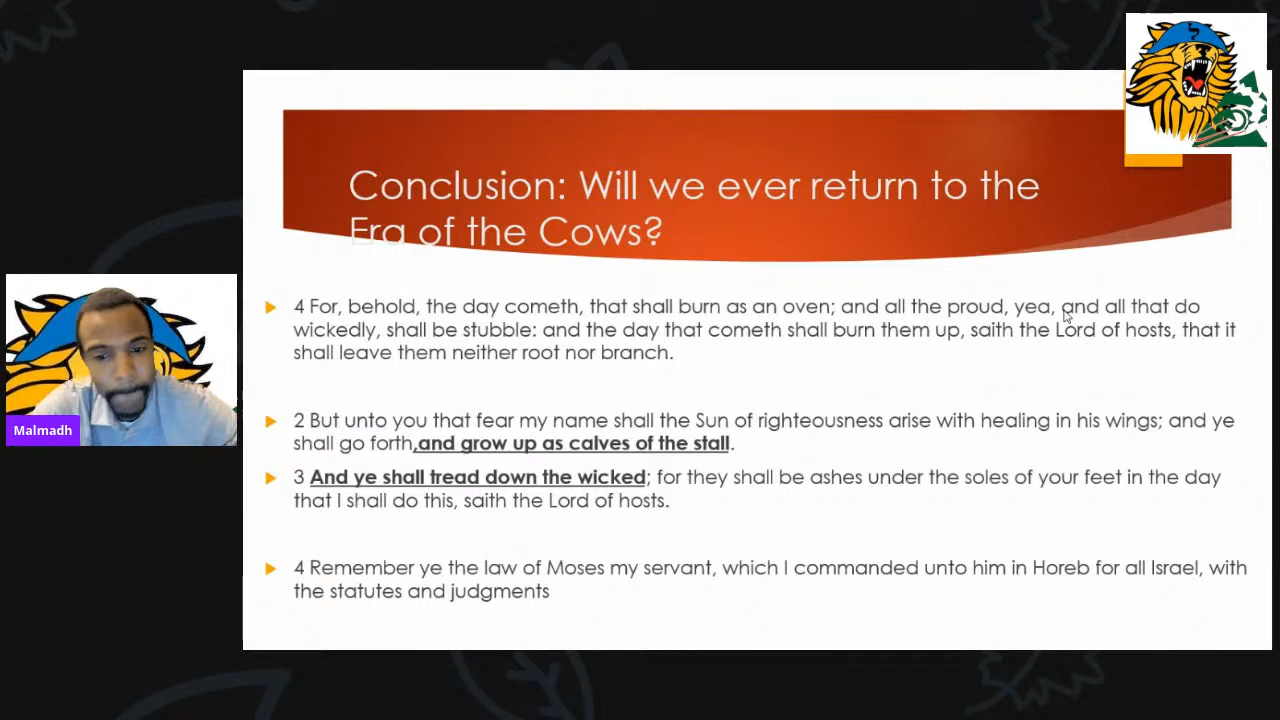 Conclusion: Will we ever return to the
Era of the Cows?
4 For, behold, the day cometh, that shall burn as an oven; and all the proud, yea, and all that do
wickedly, shall be stubble: and the day that cometh shall burn them up, saith the Lord of hosts, that it
shall leave them neither root nor branch.
2 But unto you that fear my name shall the Sun of righteousness arise with healing in his wings; and ye
shall go forth,and grow up as calves of the stall.
3 And ye shall tread down the wicked; for they shall be ashes under the soles of your feet in the day
that I shall do this, saith the Lord of hosts.
4 Remember ye the law of Moses my servant, which I commanded unto him in Horeb for all Israel, with
the statutes and judgments
Malmadh
ל